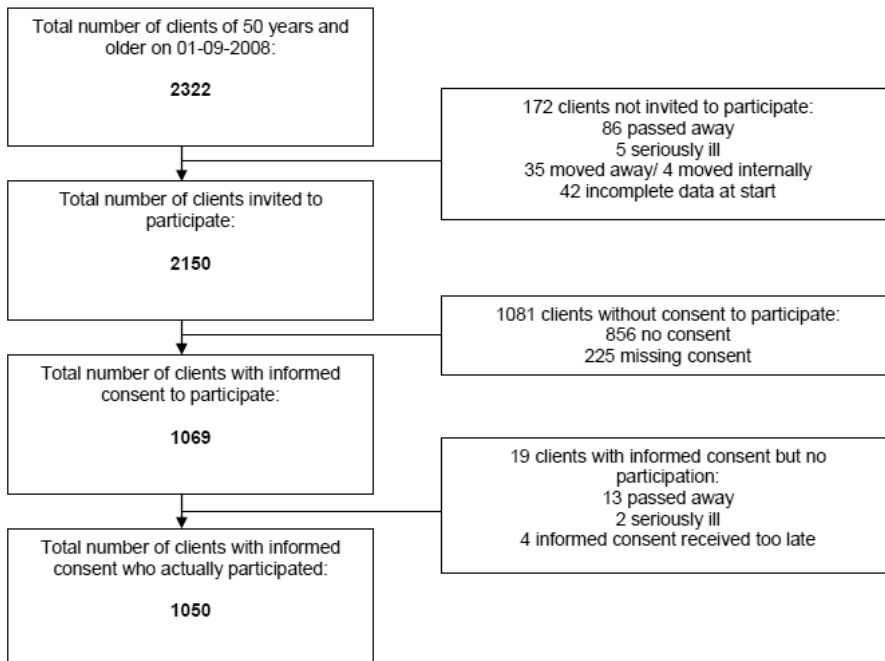 Total number of clients of 50 years and
older on 01-09-2008:
2322
172 clients not invited to participate:
86 passed away
5 seriously ill
35 moved away/ 4 moved internally
42 incomplete data at start
Total number of clients invited to
participate:
2150
1081 clients without consent to participate:
856 no consent
225 missing consent
Total number of clients with informed
consent to participate:
1069
19 clients with informed consent but no
participation:
13 passed away
2 seriously ill
4 informed consent received too late
Total number of clients with informed
consent who actually participated:
1050